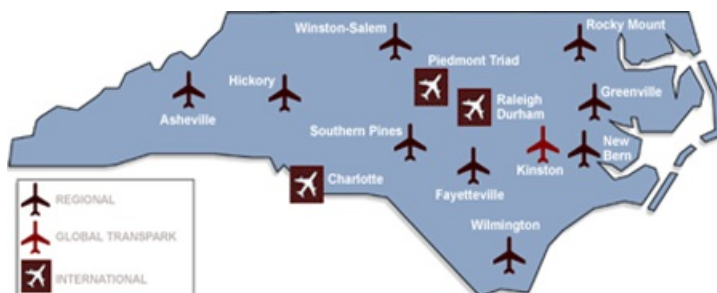 Winston-Salem
Rocky Mount
Piedmont Triad
Hickory
Raleigh
Durham
Greenville
Asheville
Southern Pines
New
Bern
Kinston
Charlotte
Fayetteville
Wilmington
REGIONAL
GLOBAL TRANSPARK
INTERNATIONAL